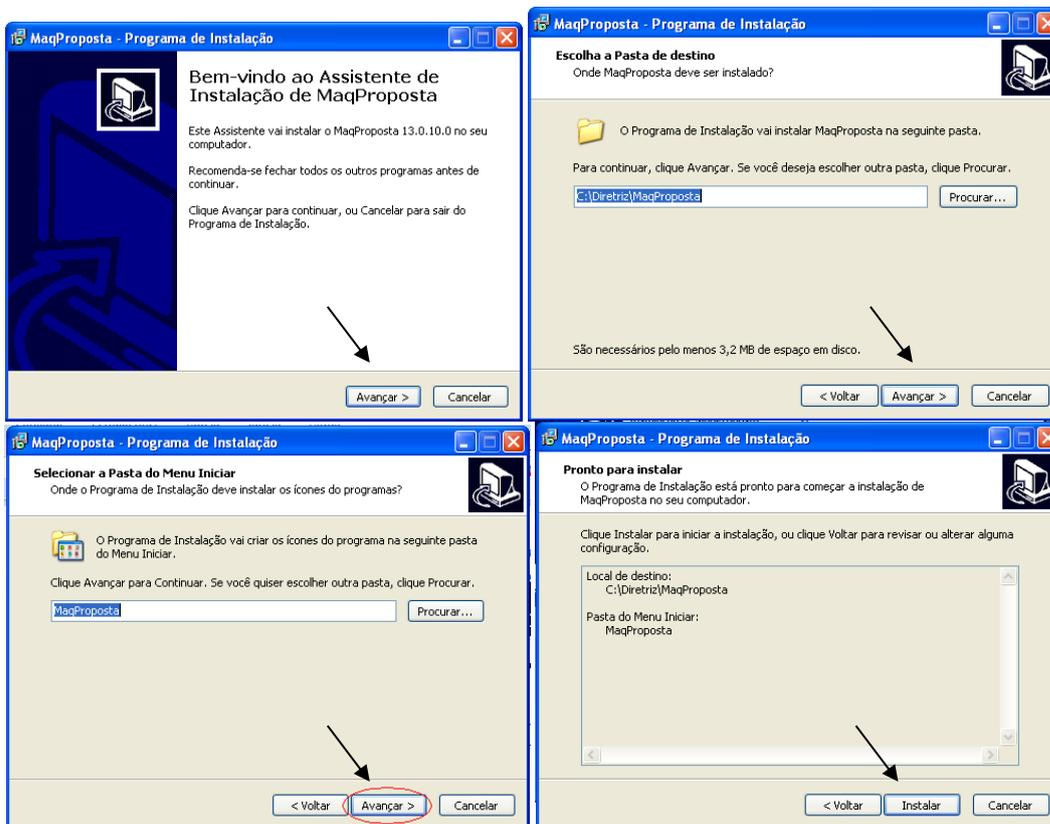 MaqProposta - Programa de Instalação
Bem-vindo ao Assistente de
Instalação de MaqProposta
Este Assistente vai instalar o MaqProposta 13.0.10.0 no seu
computador.
Recomenda-se fechar todos os outros programas antes de
continuar.
Clique Avançar para continuar, ou Cancelar para sair do
Programa de Instalação.
Avançar >
Cancelar
MaqProposta - Programa de Instalação
Escolha a Pasta de destino
Onde MaqProposta deve ser instalado?
O Programa de Instalação vai instalar MaqProposta na seguinte pasta.
Para continuar, clique Avançar. Se você deseja escolher outra pasta, clique Procurar.
C:\Diretriz\MaqProposta
Procurar...
São necessários pelo menos 3,2 MB de espaço em disco.
< Voltar
Avançar >
Cancelar
MaqProposta - Programa de Instalação
Selecionar a Pasta do Menu Iniciar
Onde o Programa de Instalação deve instalar os ícones do programas?
O Programa de Instalação vai criar os ícones do programa na seguinte pasta
do Menu Iniciar.
Clique Avançar para Continuar. Se você quiser escolher outra pasta, clique Procurar.
MaqProposta
Procurar...
< Voltar
Avançar >
Cancelar
MaqProposta - Programa de Instalação
Pronto para instalar
O Programa de Instalação está pronto para começar a instalação de
MaqProposta no seu computador.
Clique Instalar para iniciar a instalação, ou clique Voltar para revisar ou alterar alguma
configuração.
Local de destino:
C:\Diretriz\MaqProposta
Pasta do Menu Iniciar:
MaqProposta
< Voltar
Instalar
Cancelar